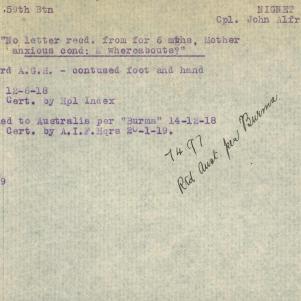 .59th Btn NIGNET
Cpl. John Alfr
"No letter recd. from for 6 mths, Mother
anxious cond: & whereabouts?"
rd A.G.H. - contused foot and hand
12-6-18
Cert. by Hpl Index
ed to Australia per "Burma" 14-12-18
Cert. by A.I.F.Hqrs 20-1-19.
7497
Rtd Aust per Burma
9